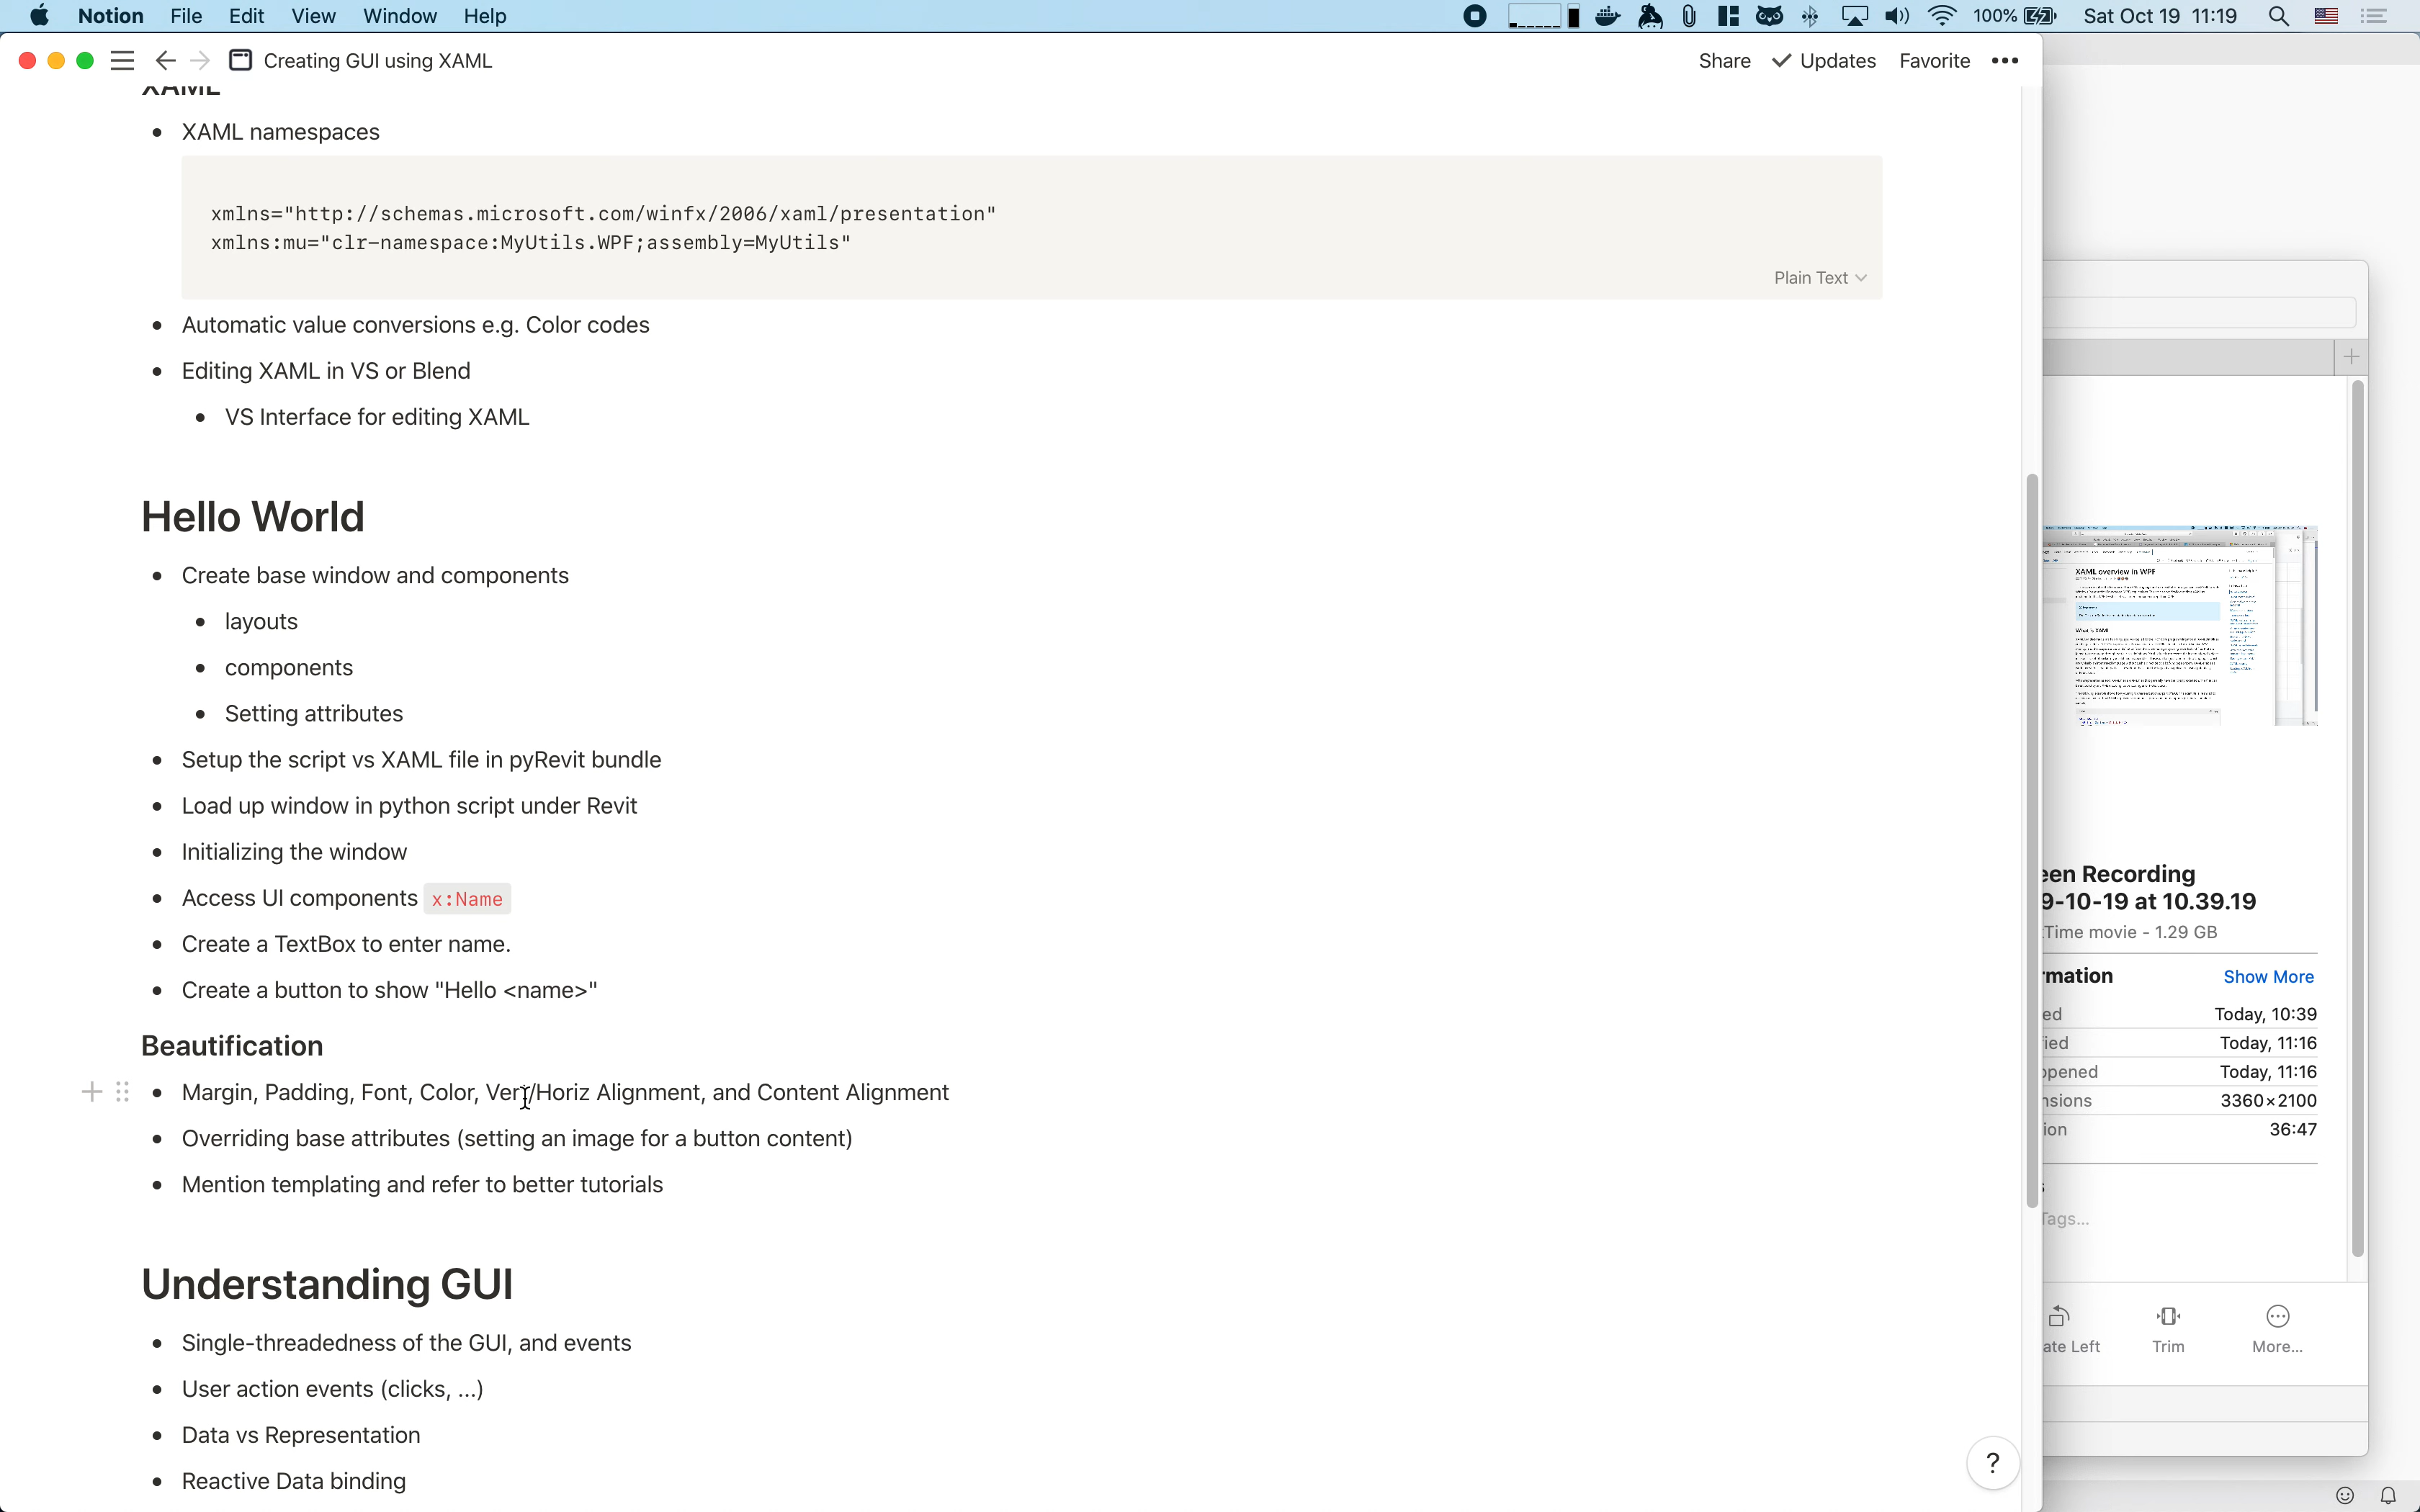 Notion File Edit View Window Help 100% Sat Oct 19 11:19
Creating GUI using XAML Share Updates Favorite
XAML
XAML namespaces
xmlns="http://schemas.microsoft.com/winfx/2006/xaml/presentation"
xmlns:mu="clr-namespace:MyUtils.WPF;assembly=MyUtils"
Plain Text
Automatic value conversions e.g. Color codes
Editing XAML in VS or Blend
VS Interface for editing XAML
Hello World
Create base window and components
layouts
components
Setting attributes
Setup the script vs XAML file in pyRevit bundle
Load up window in python script under Revit
Initializing the window
Access UI components x:Name
Create a TextBox to enter name.
Create a button to show "Hello <name>"
Beautification
Margin, Padding, Font, Color, Vert/Horiz Alignment, and Content Alignment
Overriding base attributes (setting an image for a button content)
Mention templating and refer to better tutorials
Understanding GUI
Single-threadedness of the GUI, and events
User action events (clicks, ...)
Data vs Representation
Reactive Data binding
?
XAML overview in WPF
What is XAML
een Recording
9-10-19 at 10.39.19
Time movie - 1.29 GB
rmation Show More
ed Today, 10:39
fied Today, 11:16
pened Today, 11:16
nsions 3360×2100
ion 36:47
Tags...
ate Left Trim More...